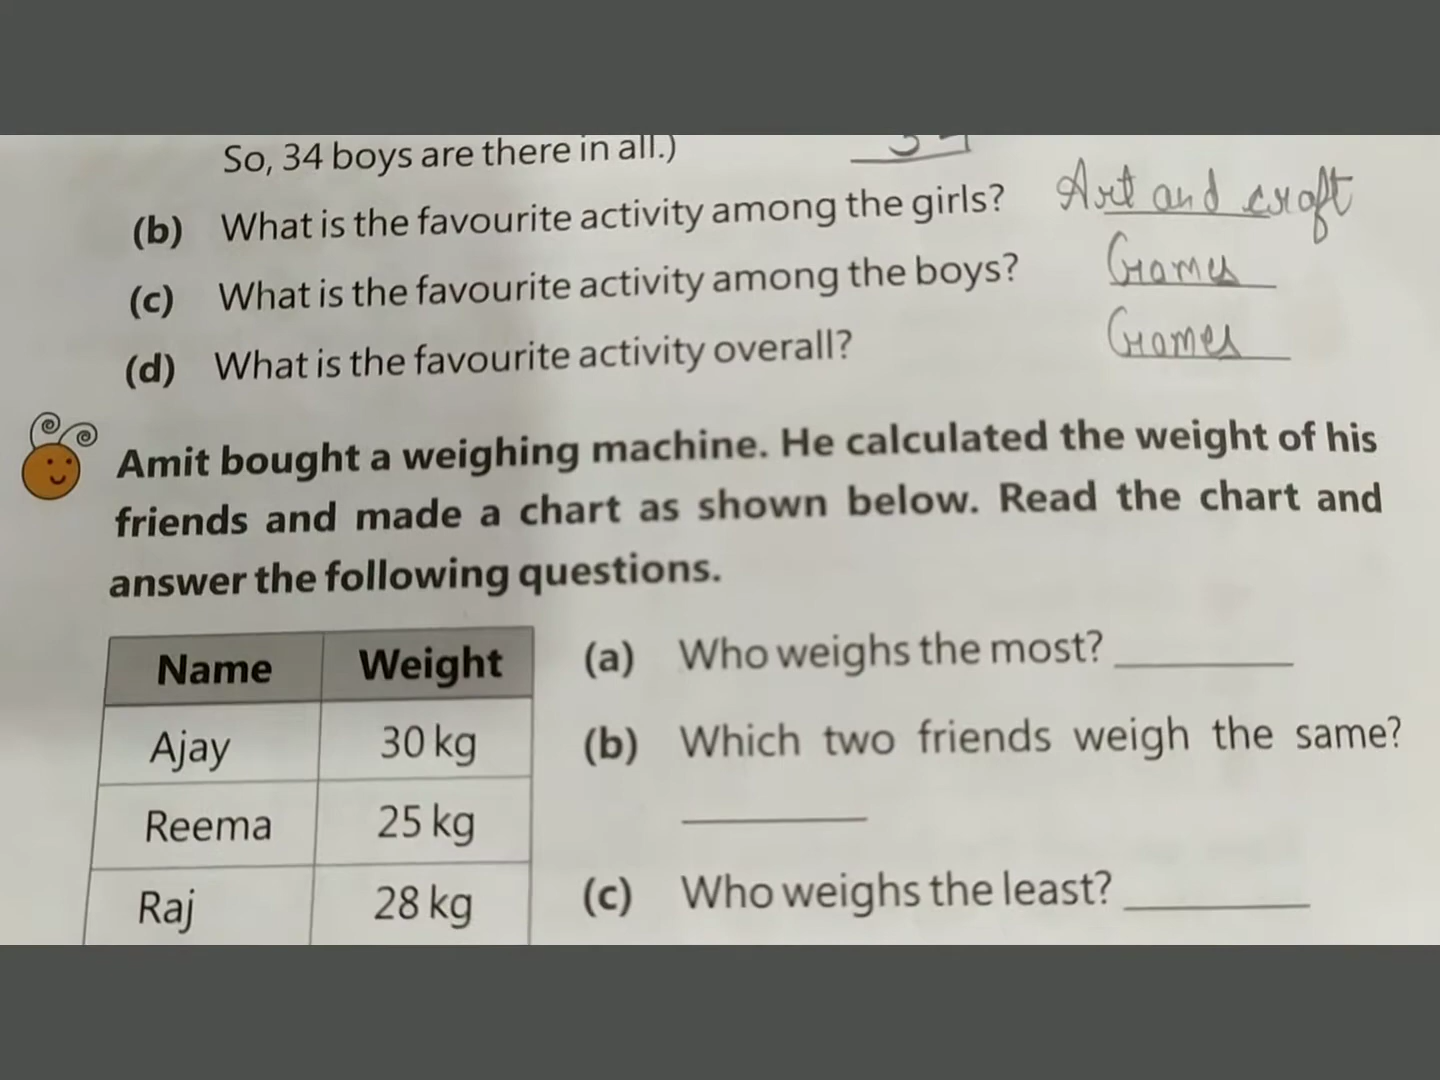 So, 34 boys are there in all.)
(b) What is the favourite activity among the girls? Art and craft
(c) What is the favourite activity among the boys? Games
(d) What is the favourite activity overall? Games
Amit bought a weighing machine. He calculated the weight of his
friends and made a chart as shown below. Read the chart and
answer the following questions.
Name Weight
Ajay 30 kg
Reema 25 kg
Raj 28 kg
(a) Who weighs the most?
(b) Which two friends weigh the same?
(c) Who weighs the least?